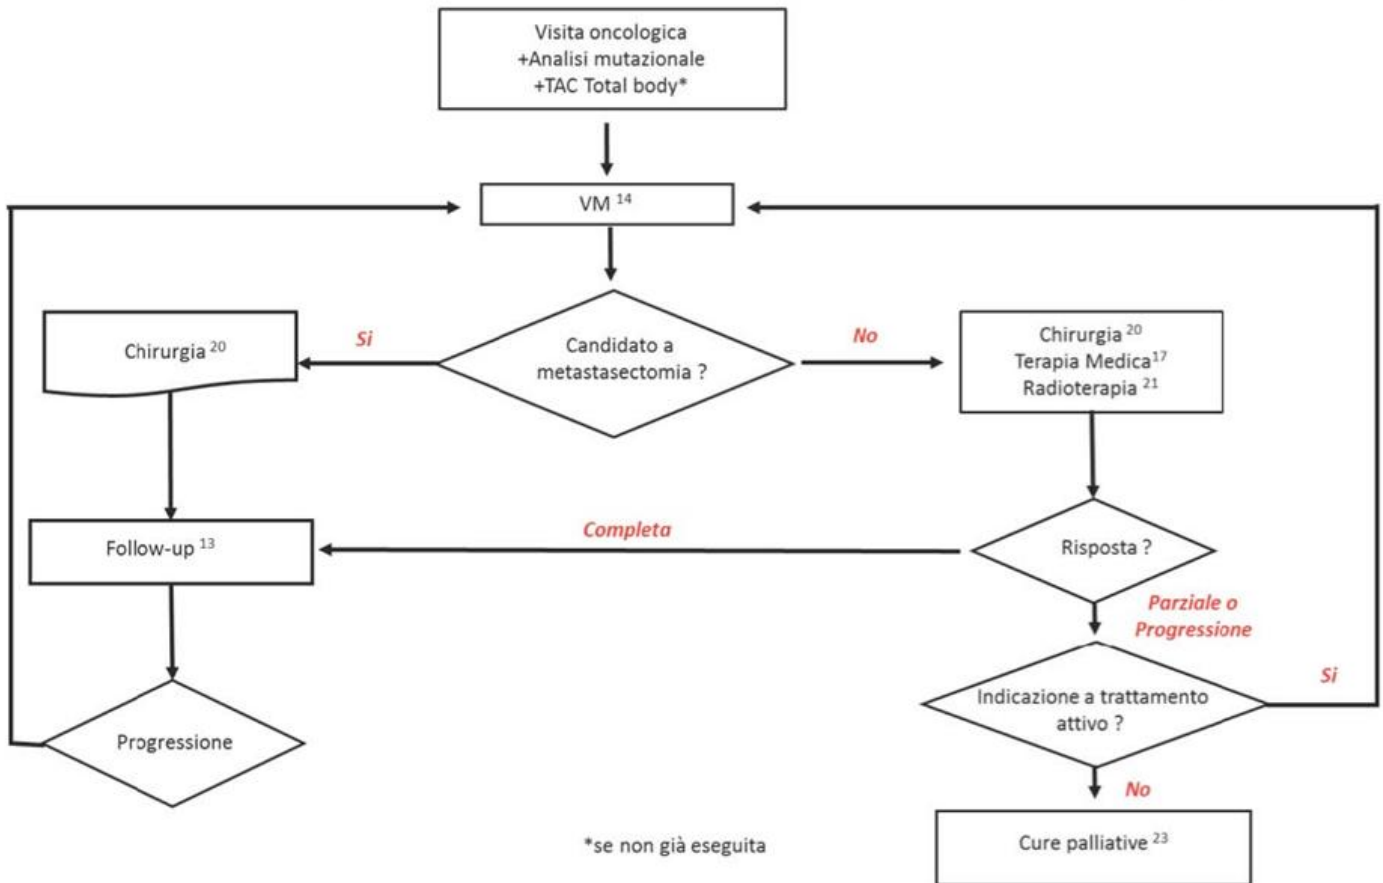 Visita oncologica
+Analisi mutazionale
+TAC Total body*
VM 14
Si
Candidato a
metastasectomia ?
No
Chirurgia 20
Chirurgia 20
Terapia Medica17
Radioterapia 21
Completa
Follow-up 13
Risposta ?
Parziale o
Progressione
Si
Indicazione a trattamento
attivo ?
Progressione
No
*se non già eseguita
Cure palliative 23